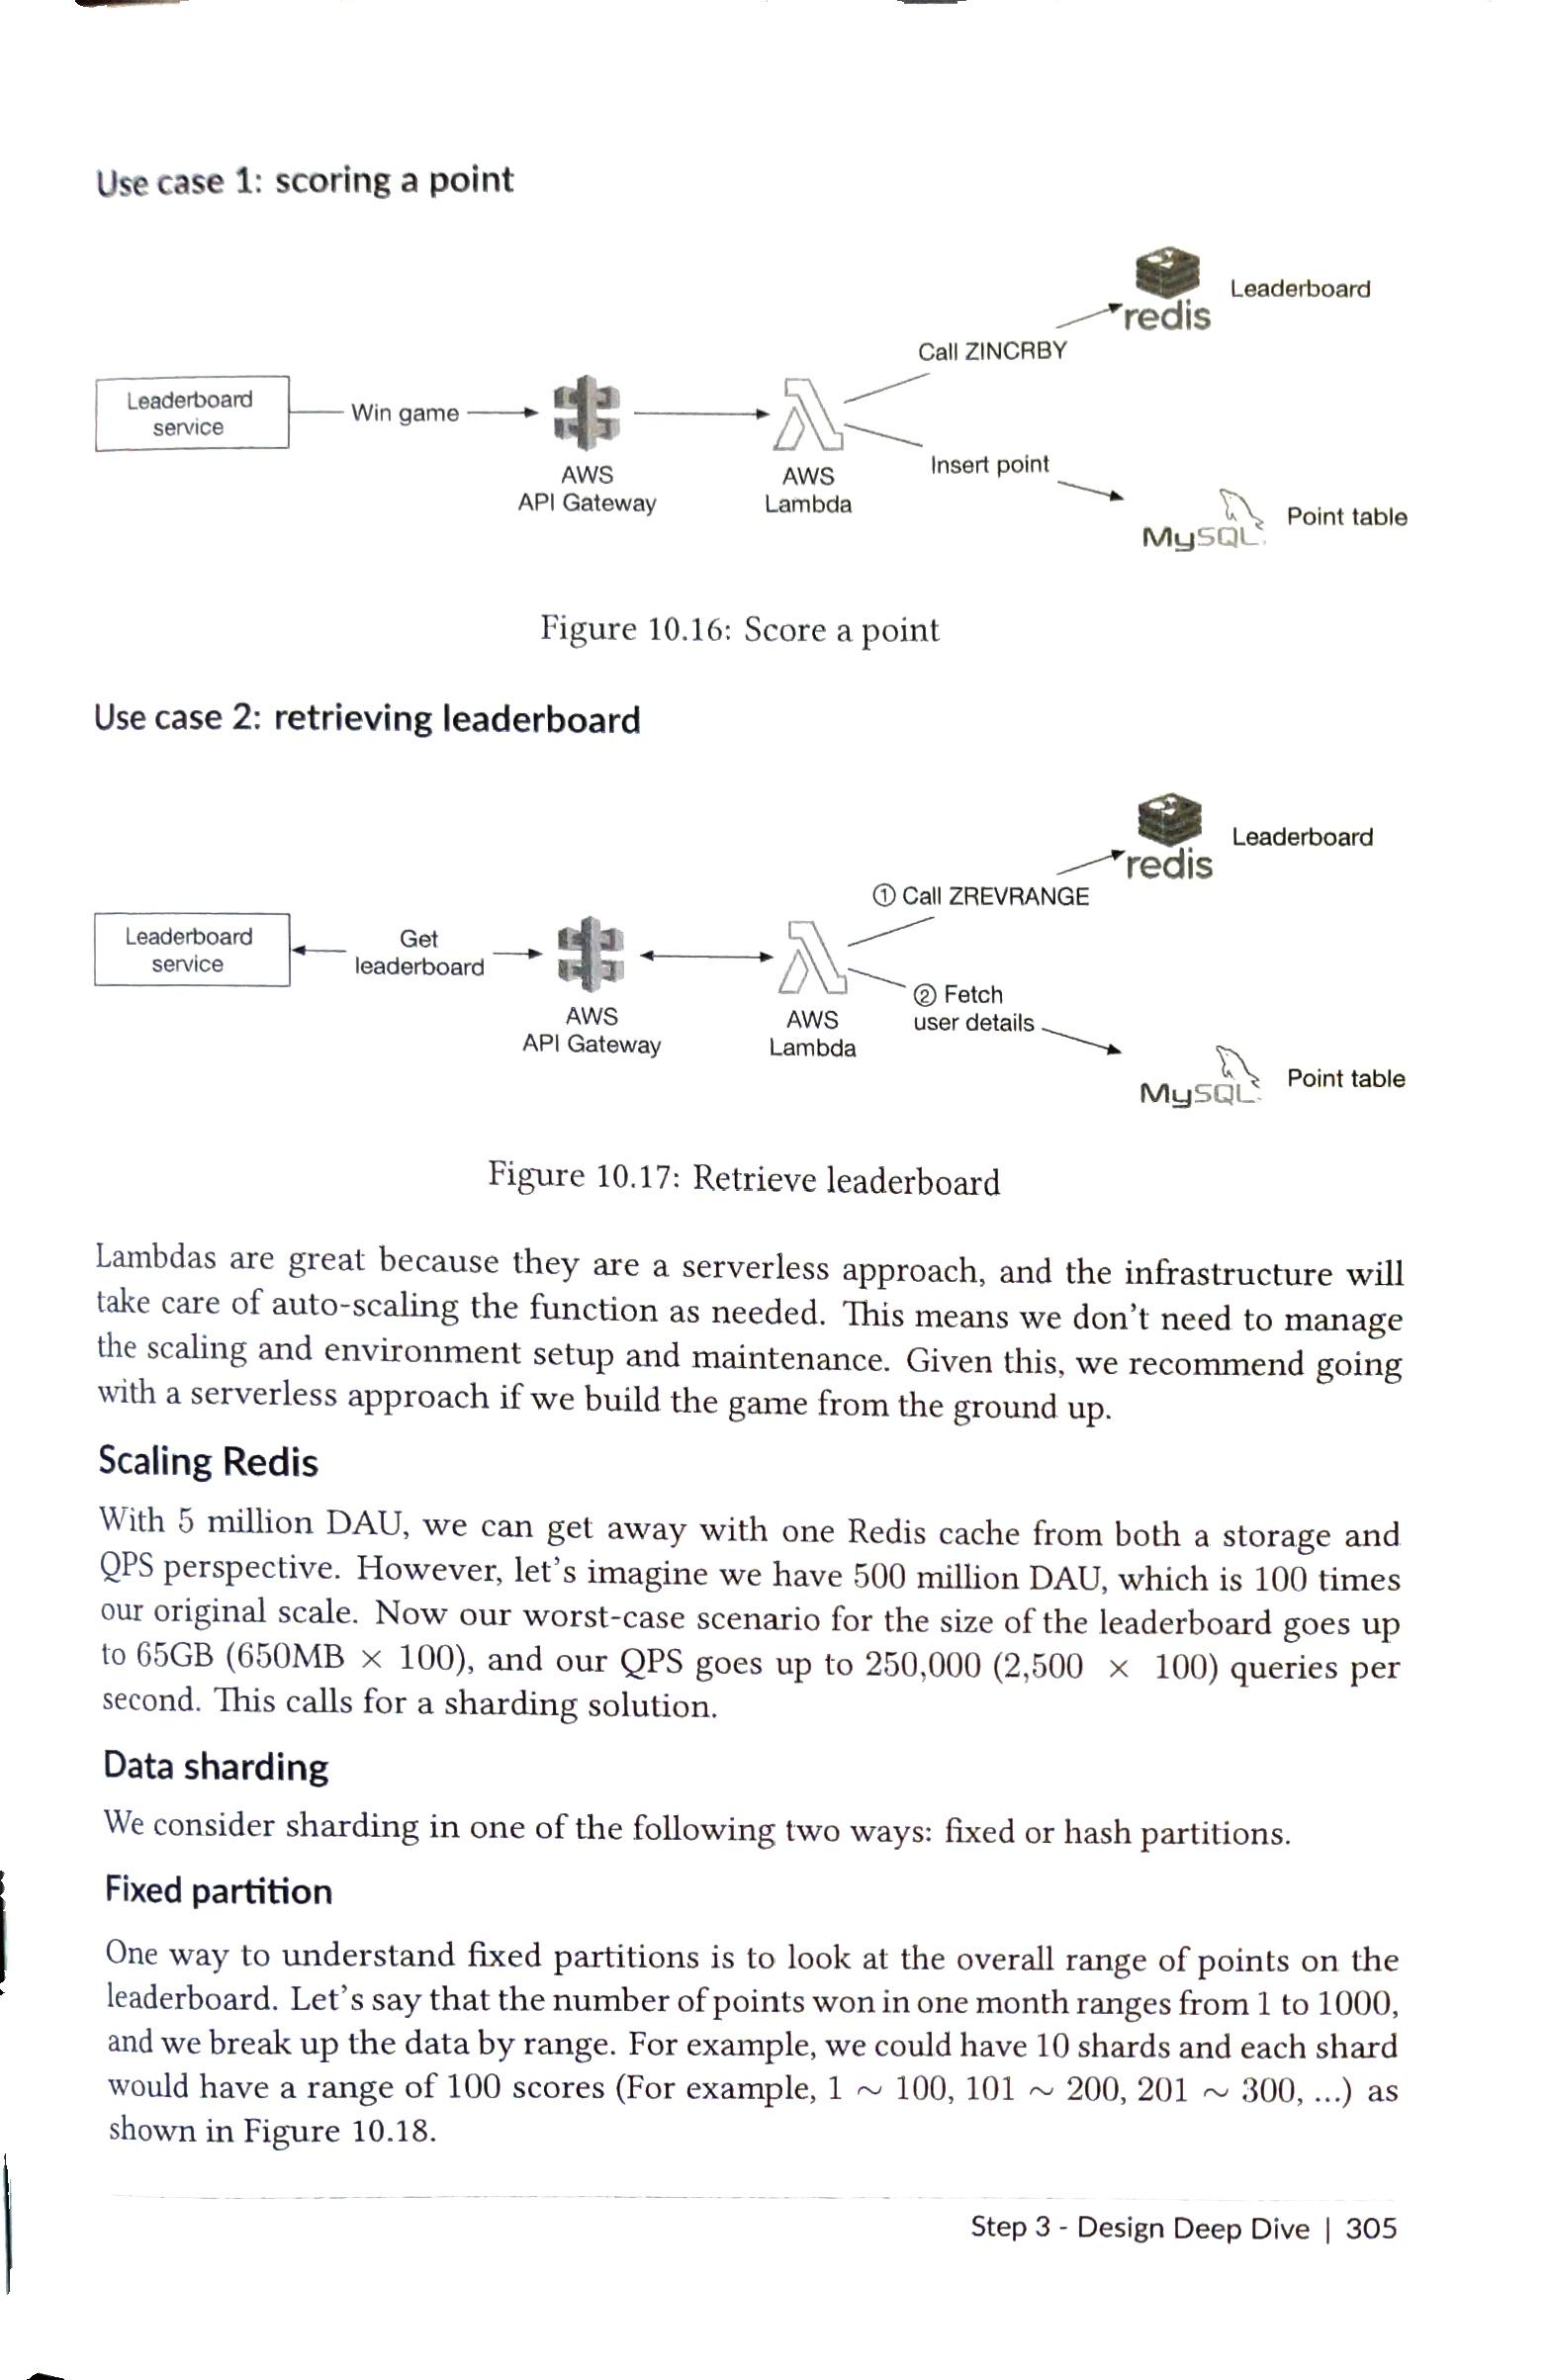 Use case 1: scoring a point
redis
Leaderboard
Call ZINCRBY
Leaderboard
service
Win game
AWS
API Gateway
AWS
Lambda
Insert point
MySQL
Point table
Figure 10.16: Score a point
Use case 2: retrieving leaderboard
redis
Leaderboard
① Call ZREVRANGE
Leaderboard
service
Get
leaderboard
AWS
API Gateway
AWS
Lambda
② Fetch
user details
MySQL
Point table
Figure 10.17: Retrieve leaderboard
Lambdas are great because they are a serverless approach, and the infrastructure will
take care of auto-scaling the function as needed. This means we don't need to manage
the scaling and environment setup and maintenance. Given this, we recommend going
with a serverless approach if we build the game from the ground up.
Scaling Redis
With 5 million DAU, we can get away with one Redis cache from both a storage and
QPS perspective. However, let's imagine we have 500 million DAU, which is 100 times
our original scale. Now our worst-case scenario for the size of the leaderboard goes up
to 65GB (650MB × 100), and our QPS goes up to 250,000 (2,500 × 100) queries per
second. This calls for a sharding solution.
Data sharding
We consider sharding in one of the following two ways: fixed or hash partitions.
Fixed partition
One way to understand fixed partitions is to look at the overall range of points on the
leaderboard. Let's say that the number of points won in one month ranges from 1 to 1000,
and we break up the data by range. For example, we could have 10 shards and each shard
would have a range of 100 scores (For example, 1 ~ 100, 101 ~ 200, 201 ~ 300, ...) as
shown in Figure 10.18.
Step 3 - Design Deep Dive | 305